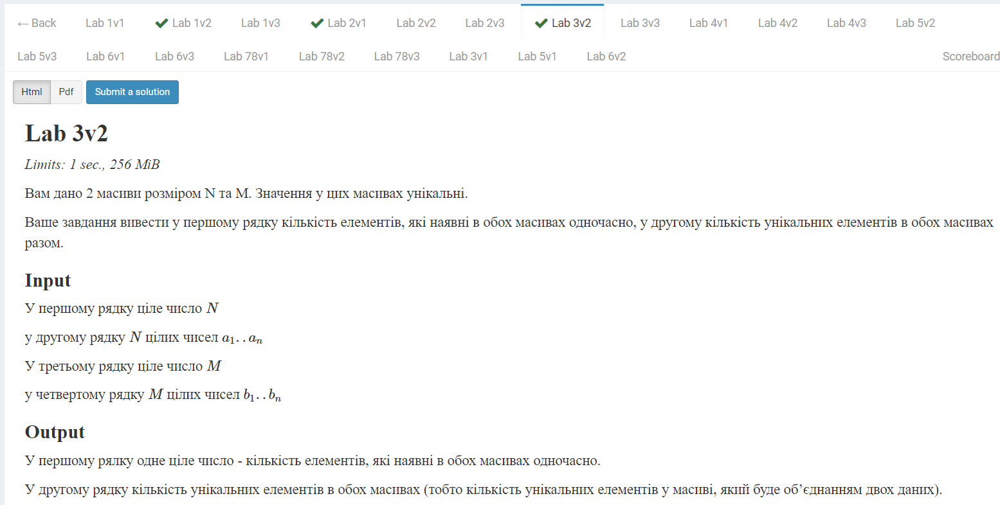 ← Back Lab 1v1 Lab 1v2 Lab 1v3 Lab 2v1 Lab 2v2 Lab 2v3 Lab 3v2 Lab 3v3 Lab 4v1 Lab 4v2 Lab 4v3 Lab 5v2
Lab 5v3 Lab 6v1 Lab 6v3 Lab 78v1 Lab 78v2 Lab 78v3 Lab 3v1 Lab 5v1 Lab 6v2 Scoreboard
Html Pdf Submit a solution
Lab 3v2
Limits: 1 sec., 256 MiB
Вам дано 2 масиви розміром N та M. Значення у цих масивах унікальні.
Ваше завдання вивести у першому рядку кількість елементів, які наявні в обох масивах одночасно, у другому кількість унікальних елементів в обох масивах
разом.
Input
У першому рядку ціле число N
у другому рядку N цілих чисел a₁. . aₙ
У третьому рядку ціле число M
у четвертому рядку M цілих чисел b₁. . bₙ
Output
У першому рялку одне ціле число - кількість елементів, які наявні в обох масивах одночасно.
У другому рядку кількість унікальних елементів в обох масивах (тобто кількість унікальних елементів у масиві, який буде об’єднанням двох даних).